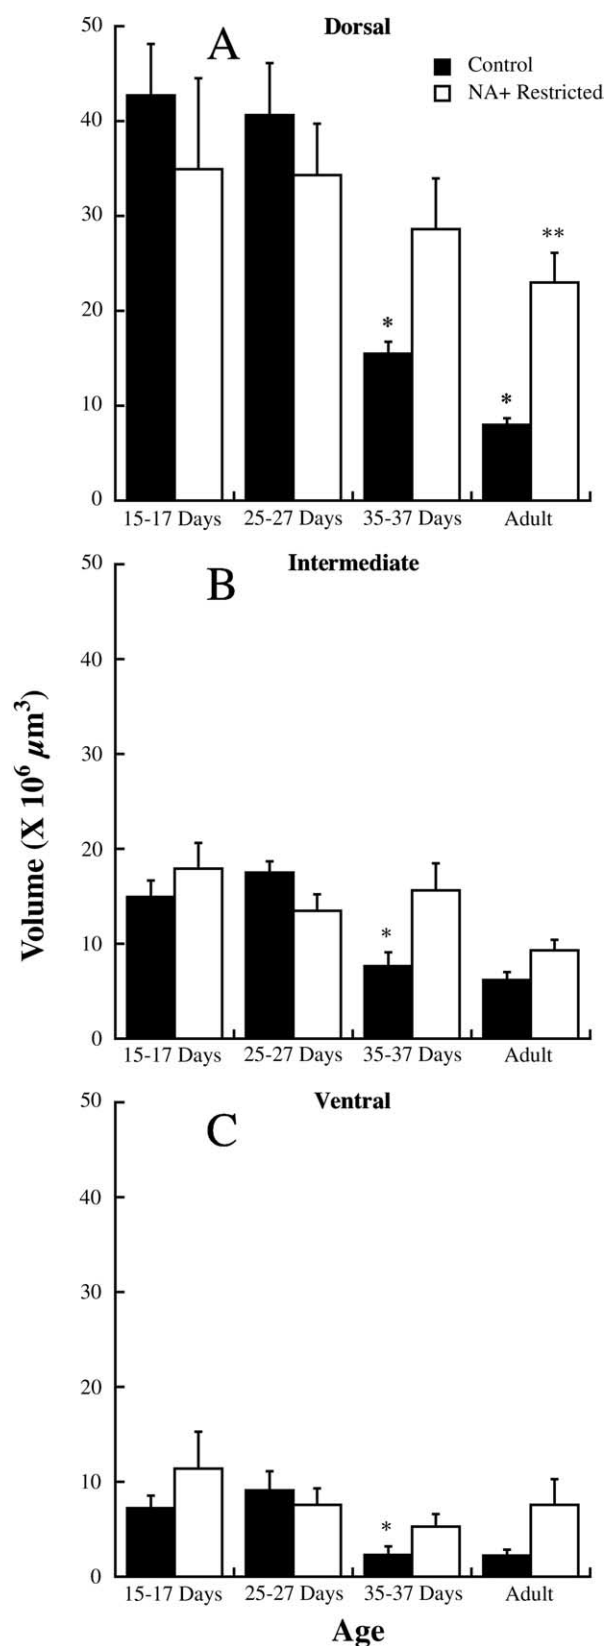 A
Dorsal
Control
NA+ Restricted
50
40
30
20
10
0
*
*
**
15-17 Days 25-27 Days 35-37 Days Adult
B
Intermediate
50
40
30
20
10
0
*
15-17 Days 25-27 Days 35-37 Days Adult
Volume (X 10⁶ μm³)
C
Ventral
50
40
30
20
10
0
*
15-17 Days 25-27 Days 35-37 Days Adult
Age